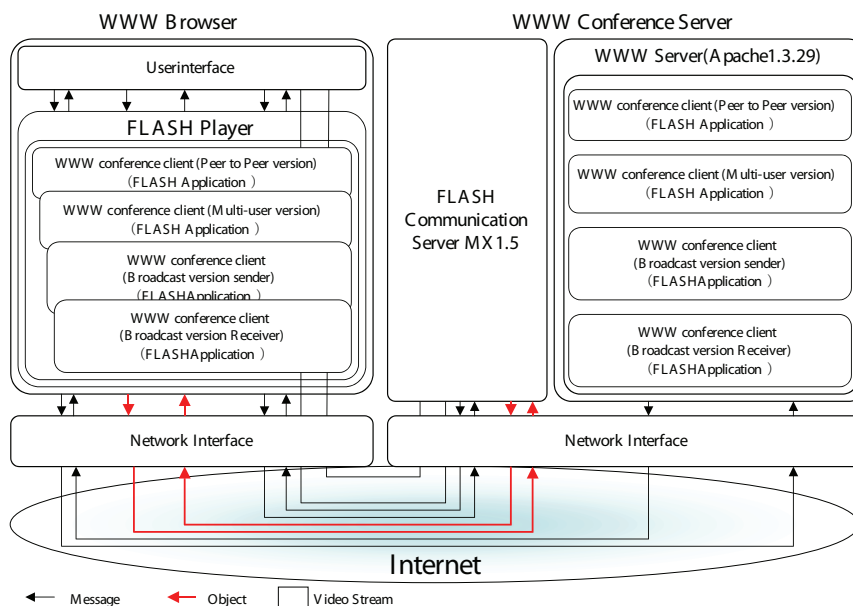 WWW Browser
WWW Conference Server
Userinterface
FLASH Player
WWW conference client (Peer to Peer version)
(FLASH Application )
WWW conference client (Multi-user version)
(FLASH Application )
WWW conference client
(Broadcast version sender)
(FLASHApplication )
WWW conference client
(Broadcast version Receiver)
(FLASHApplication )
FLASH
Communication
Server MX1.5
WWW Server(Apache1.3.29)
WWW conference client (Peer to Peer version)
(FLASH Application )
WWW conference client (Multi-user version)
(FLASH Application )
WWW conference client
(Broadcast version sender)
(FLASHApplication )
WWW conference client
(Broadcast version Receiver)
(FLASHApplication )
Network Interface
Network Interface
Internet
Message
Object
Video Stream